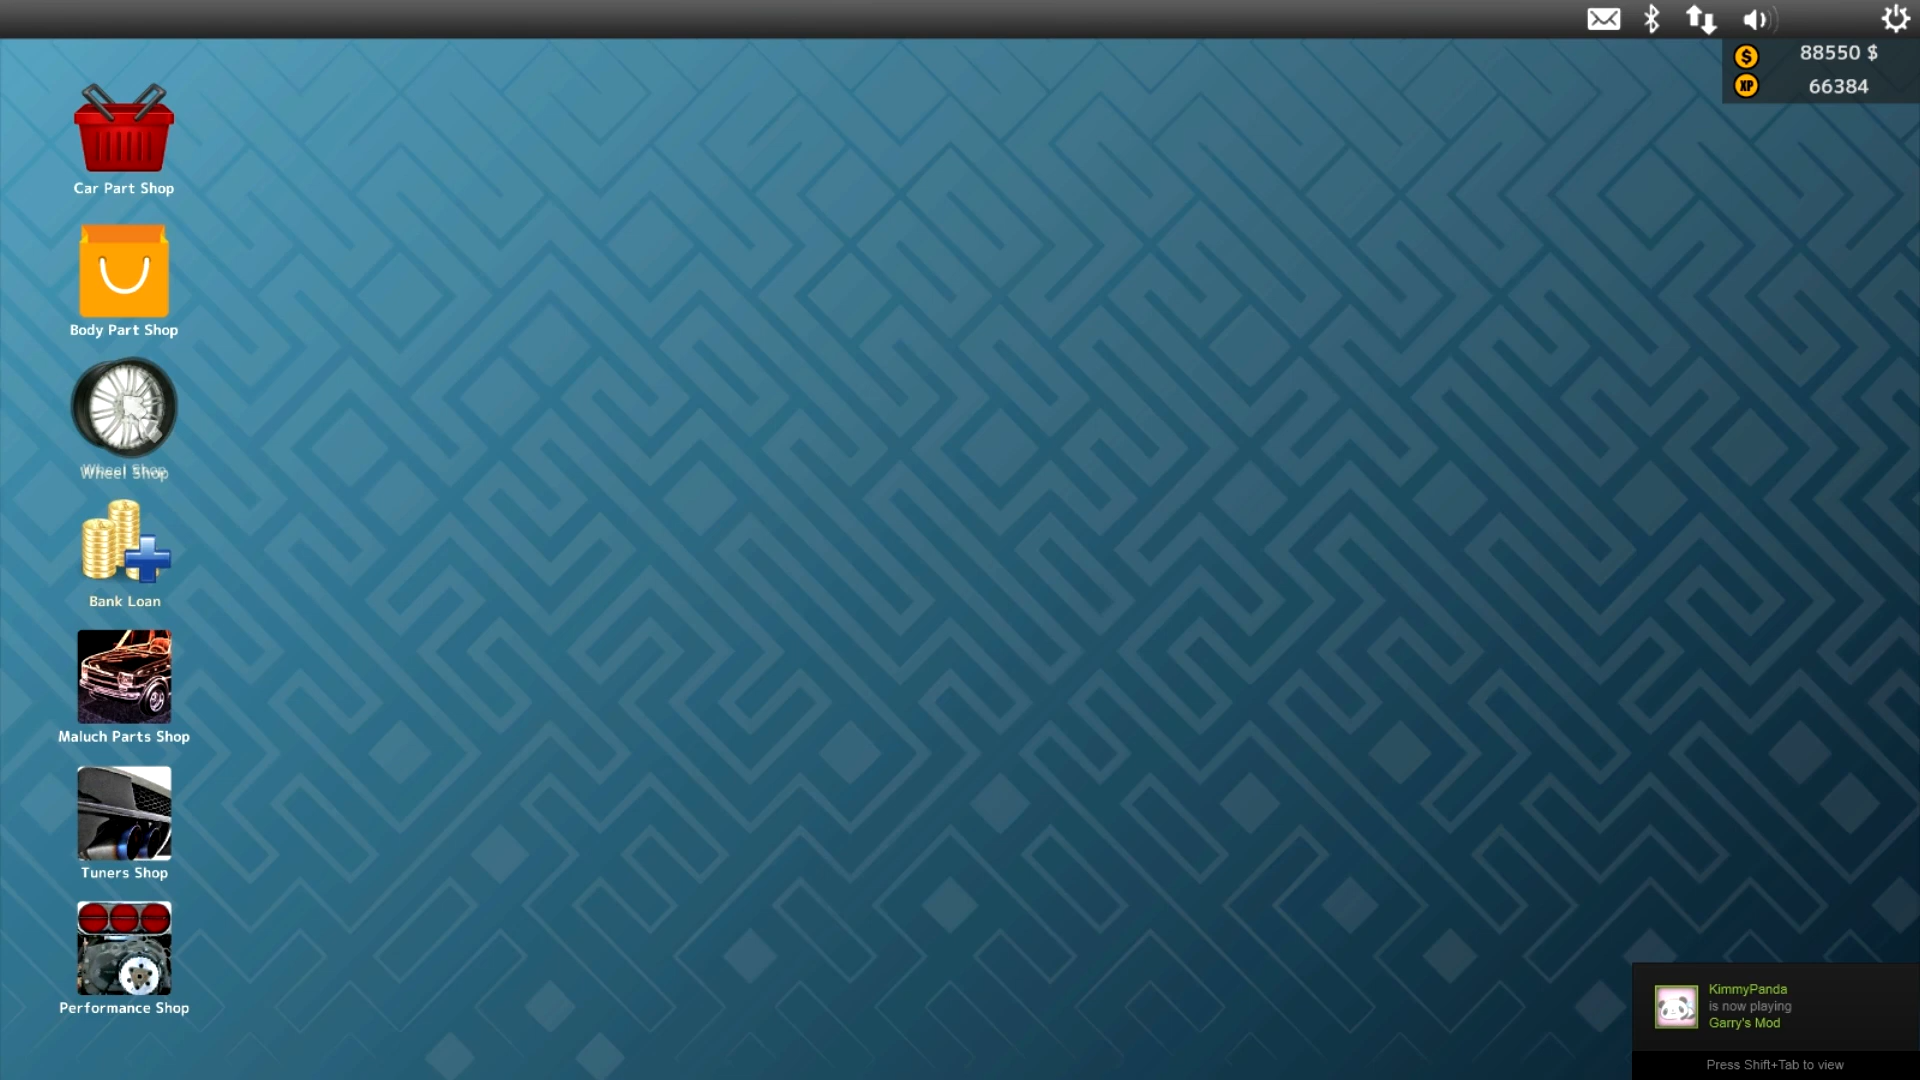 88550 $
XP
66384
Car Part Shop
Body Part Shop
Wheel Shop
Bank Loan
Maluch Parts Shop
Tuners Shop
Performance Shop
KimmyPanda
is now playing
Garry's Mod
Press Shift+Tab to view